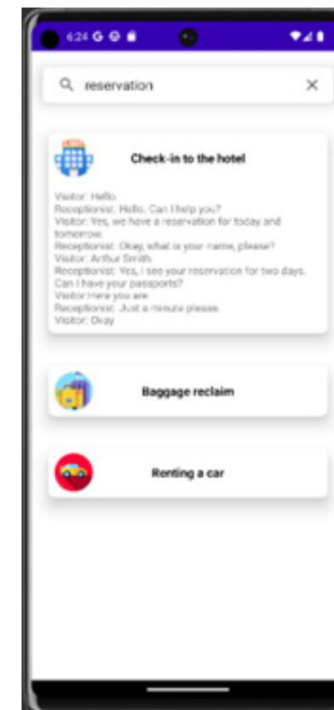 6:24 G
reservation
Check-in to the hotel
Visitor: Hello
Receptionist: Hello. Can I help you?
Visitor: Yes, we have a reservation for today and
tomorrow.
Receptionist: Okay, what is your name, please?
Visitor: Arthur Smith.
Receptionist: Yes, I see your reservation for two days.
Can I have your passports?
Visitor:Here you are
Receptionist: Just a minute please.
Visitor: Okay
Baggage reclaim
Renting a car